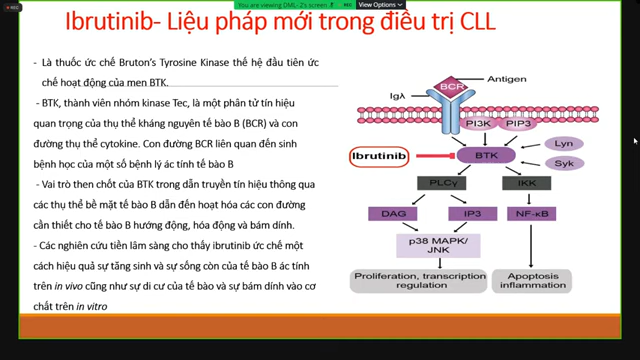 REC
You are viewing DML- Z's screen
REC
View Options
Ibrutinib- Liệu pháp mới trong điều trị CLL
- Là thuốc ức chế Bruton's Tyrosine Kinase thế hệ đầu tiên ức
chế hoạt động của men BTK.
- BTK, thành viên nhóm kinase Tec, là một phân tử tín hiệu
quan trọng của thụ thể kháng nguyên tế bào B (BCR) và con
đường thụ thể cytokine. Con đường BCR liên quan đến sinh
bệnh học của một số bệnh lý ác tính tế bào B
- Vai trò then chốt của BTK trong dẫn truyền tín hiệu thông qua
các thụ thể bề mặt tế bào B dẫn đến hoạt hóa các con đường
cần thiết cho tế bào B hướng động, hóa động và bám dính.
- Các nghiên cứu tiền lâm sàng cho thấy ibrutinib ức chế một
cách hiệu quả sự tăng sinh và sự sống còn của tế bào B ác tính
trên in vivo cũng như sự di cư của tế bào và sự bám dính vào cơ
chất trên in vitro
Antigen
BCR
Igλ
PI3K
PIP3
Lyn
Ibrutinib
BTK
Syk
PLCγ
IKK
DAG
IP3
NF-κB
p38 MAPK/
JNK
Proliferation, transcription
regulation
Apoptosis
inflammation